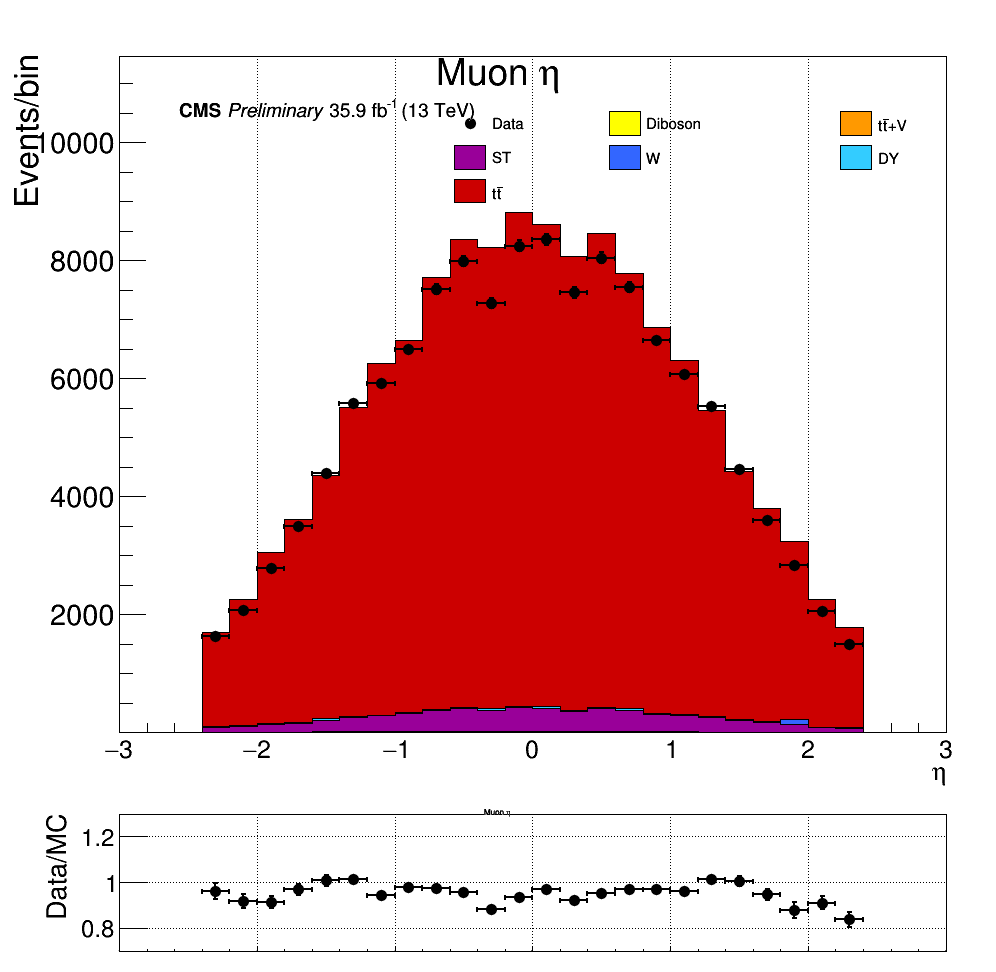 Muon η
Events/bin
CMS Preliminary 35.9 fb⁻¹ (13 TeV)
Data
Diboson
tt̄+V
ST
W
DY
tt̄
10000
8000
6000
4000
2000
−3 −2 −1 0 1 2 3
η
Muon η
Data/MC
1.2
1
0.8